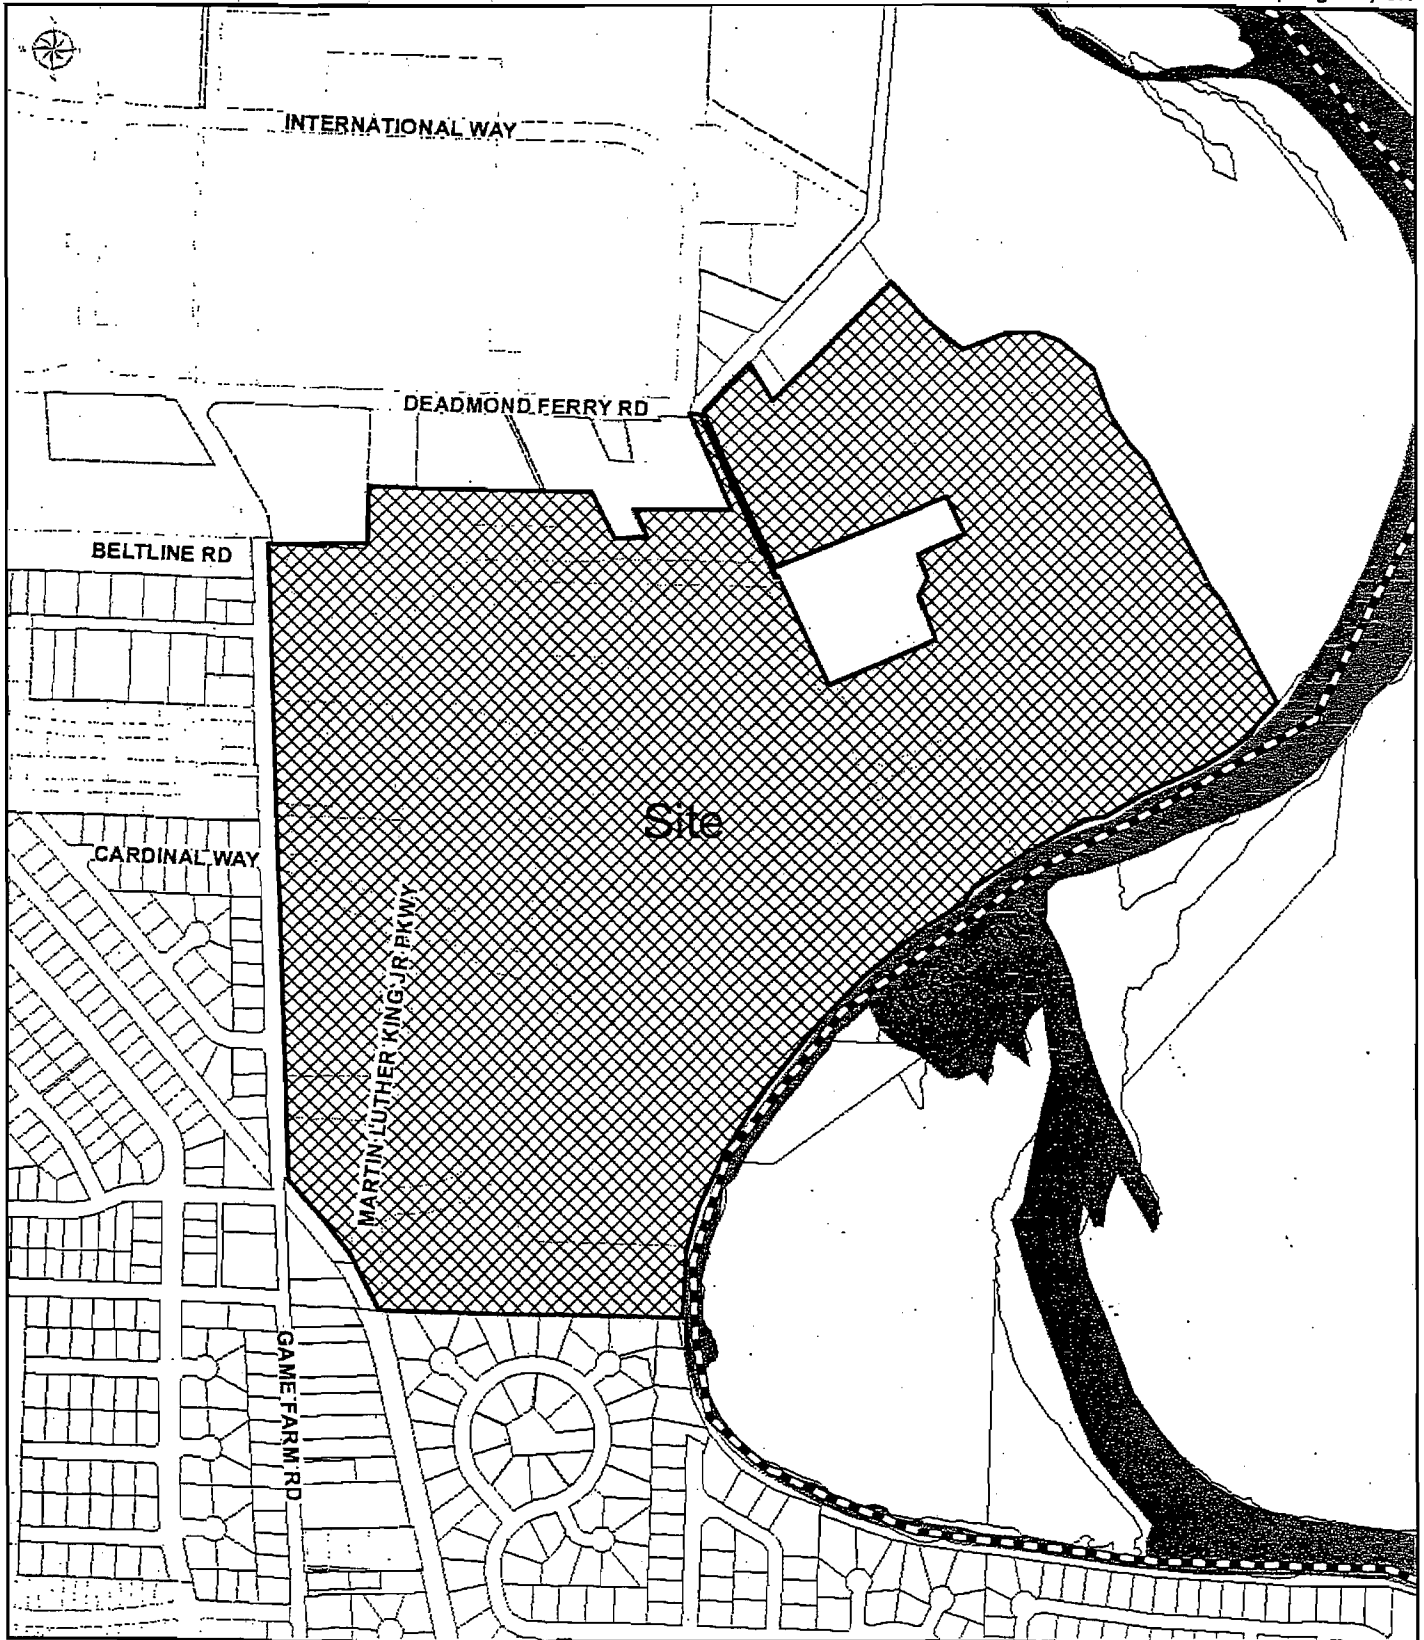 INTERNATIONAL WAY
DEADMOND FERRY RD
BELTLINE RD
Site
CARDINAL WAY
MARTIN LUTHER KING JR PKWY
GAME FARM RD